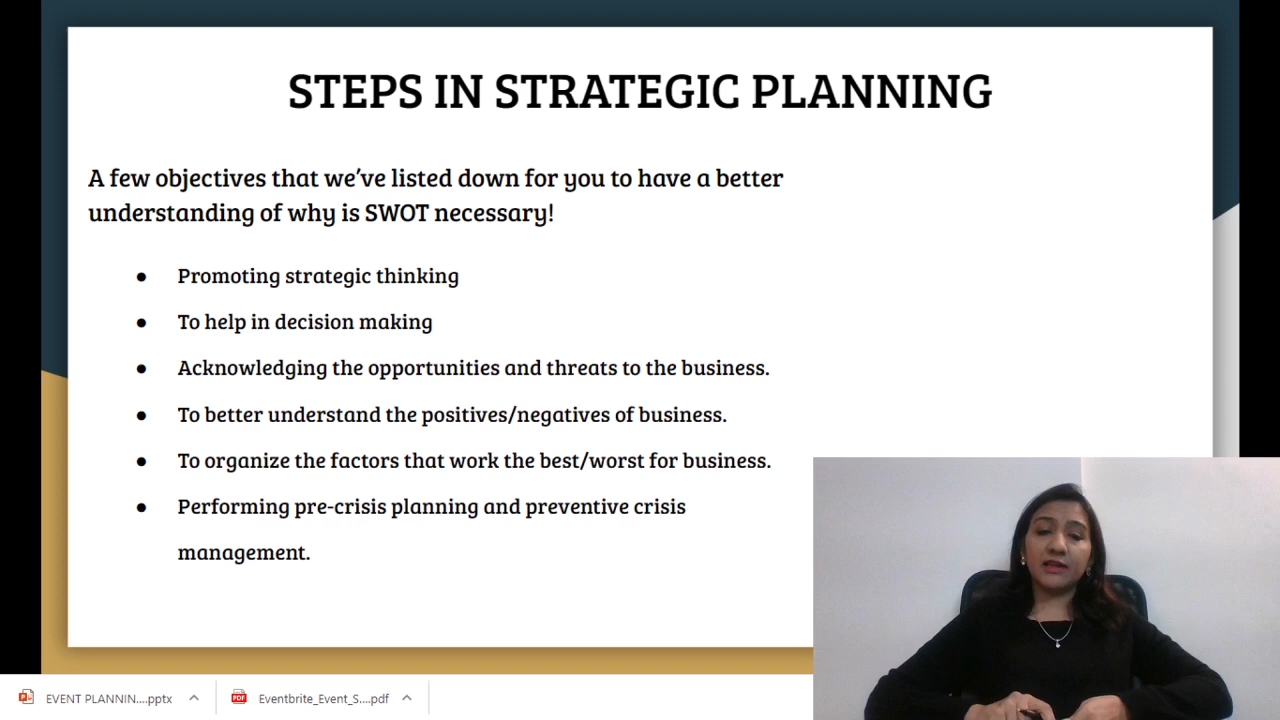 STEPS IN STRATEGIC PLANNING
A few objectives that we've listed down for you to have a better
understanding of why is SWOT necessary!
● Promoting strategic thinking
● To help in decision making
● Acknowledging the opportunities and threats to the business.
● To better understand the positives/negatives of business.
● To organize the factors that work the best/worst for business.
● Performing pre-crisis planning and preventive crisis
management.
EVENT PLANNIN....pptx
PDF
Eventbrite_Event_S....pdf